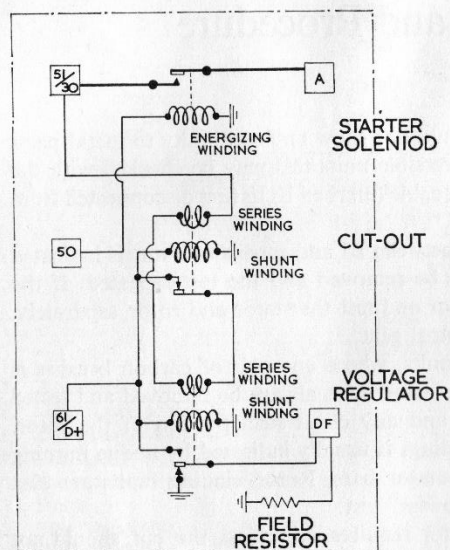 51/30
A
ENERGIZING
WINDING
STARTER
SOLENIOD
50
SERIES
WINDING
SHUNT
WINDING
CUT-OUT
SERIES
WINDING
SHUNT
WINDING
VOLTAGE
REGULATOR
61/D+
DF
FIELD
RESISTOR